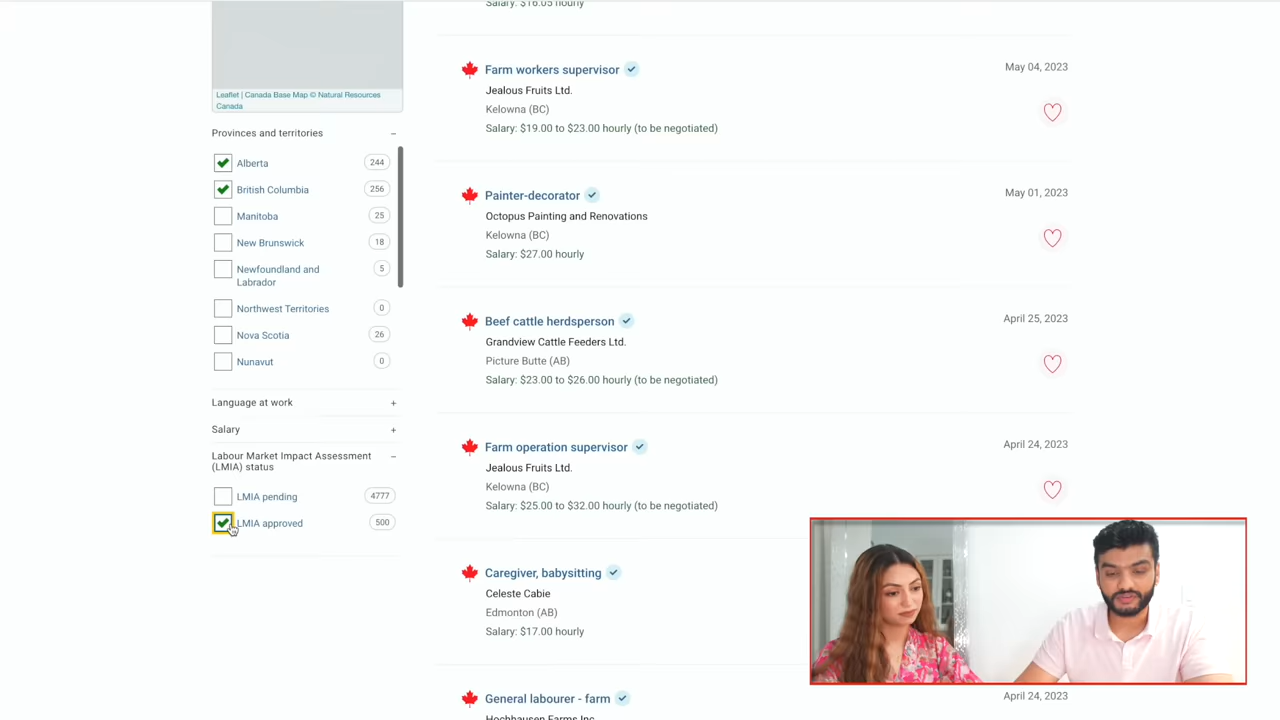 Leaflet | Canada Base Map © Natural Resources
Canada
Provinces and territories
−
Alberta
244
British Columbia
256
Manitoba
25
New Brunswick
18
Newfoundland and
Labrador
5
Northwest Territories
0
Nova Scotia
26
Nunavut
0
Language at work
+
Salary
+
Labour Market Impact Assessment
(LMIA) status
−
LMIA pending
4777
LMIA approved
500
Salary: $16.05 hourly
Farm workers supervisor
May 04, 2023
Jealous Fruits Ltd.
Kelowna (BC)
Salary: $19.00 to $23.00 hourly (to be negotiated)
Painter-decorator
May 01, 2023
Octopus Painting and Renovations
Kelowna (BC)
Salary: $27.00 hourly
Beef cattle herdsperson
April 25, 2023
Grandview Cattle Feeders Ltd.
Picture Butte (AB)
Salary: $23.00 to $26.00 hourly (to be negotiated)
Farm operation supervisor
April 24, 2023
Jealous Fruits Ltd.
Kelowna (BC)
Salary: $25.00 to $32.00 hourly (to be negotiated)
Caregiver, babysitting
Celeste Cabie
Edmonton (AB)
Salary: $17.00 hourly
General labourer - farm
April 24, 2023
Hochhausen Farms Inc.